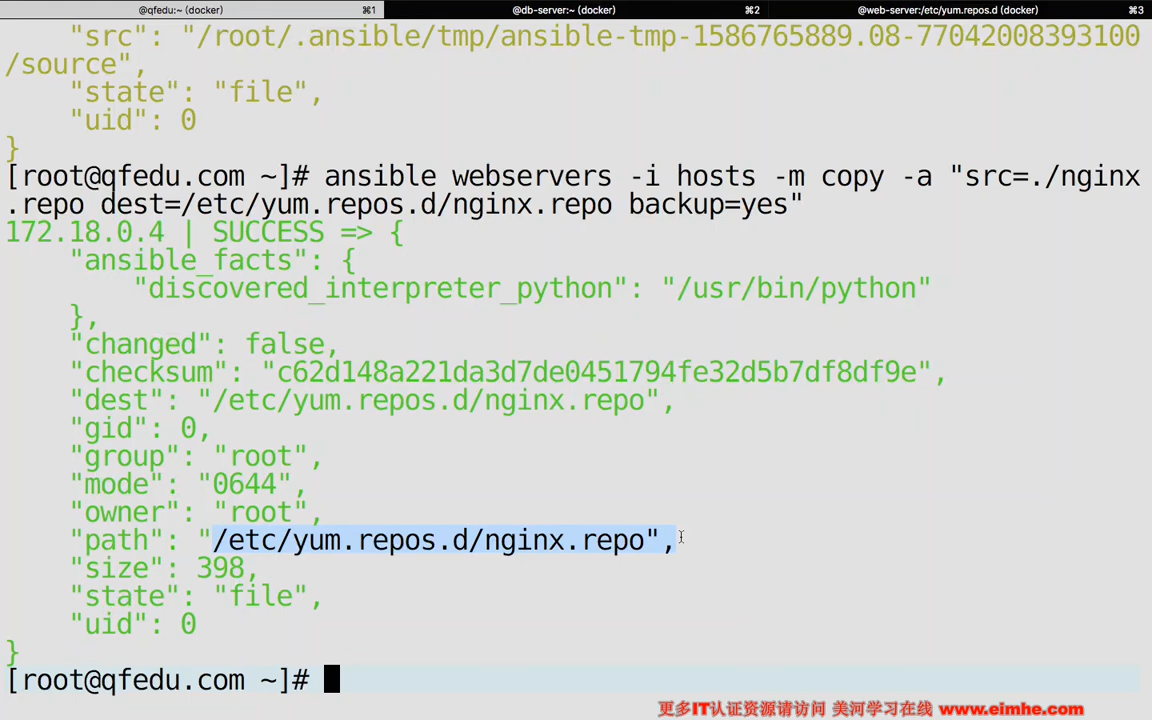 @qfedu:~ (docker) ⌘1 @db-server:~ (docker) ⌘2 @web-server:/etc/yum.repos.d (docker) ⌘3
"src": "/root/.ansible/tmp/ansible-tmp-1586765889.08-77042008393100
/source",
"state": "file",
"uid": 0
}
[root@qfedu.com ~]# ansible webservers -i hosts -m copy -a "src=./nginx
.repo dest=/etc/yum.repos.d/nginx.repo backup=yes"
172.18.0.4 | SUCCESS => {
"ansible_facts": {
"discovered_interpreter_python": "/usr/bin/python"
},
"changed": false,
"checksum": "c62d148a221da3d7de0451794fe32d5b7df8df9e",
"dest": "/etc/yum.repos.d/nginx.repo",
"gid": 0,
"group": "root",
"mode": "0644",
"owner": "root",
"path": "/etc/yum.repos.d/nginx.repo",
"size": 398,
"state": "file",
"uid": 0
}
[root@qfedu.com ~]#
更多IT认证资源请访问 美河学习在线 www.eimhe.com